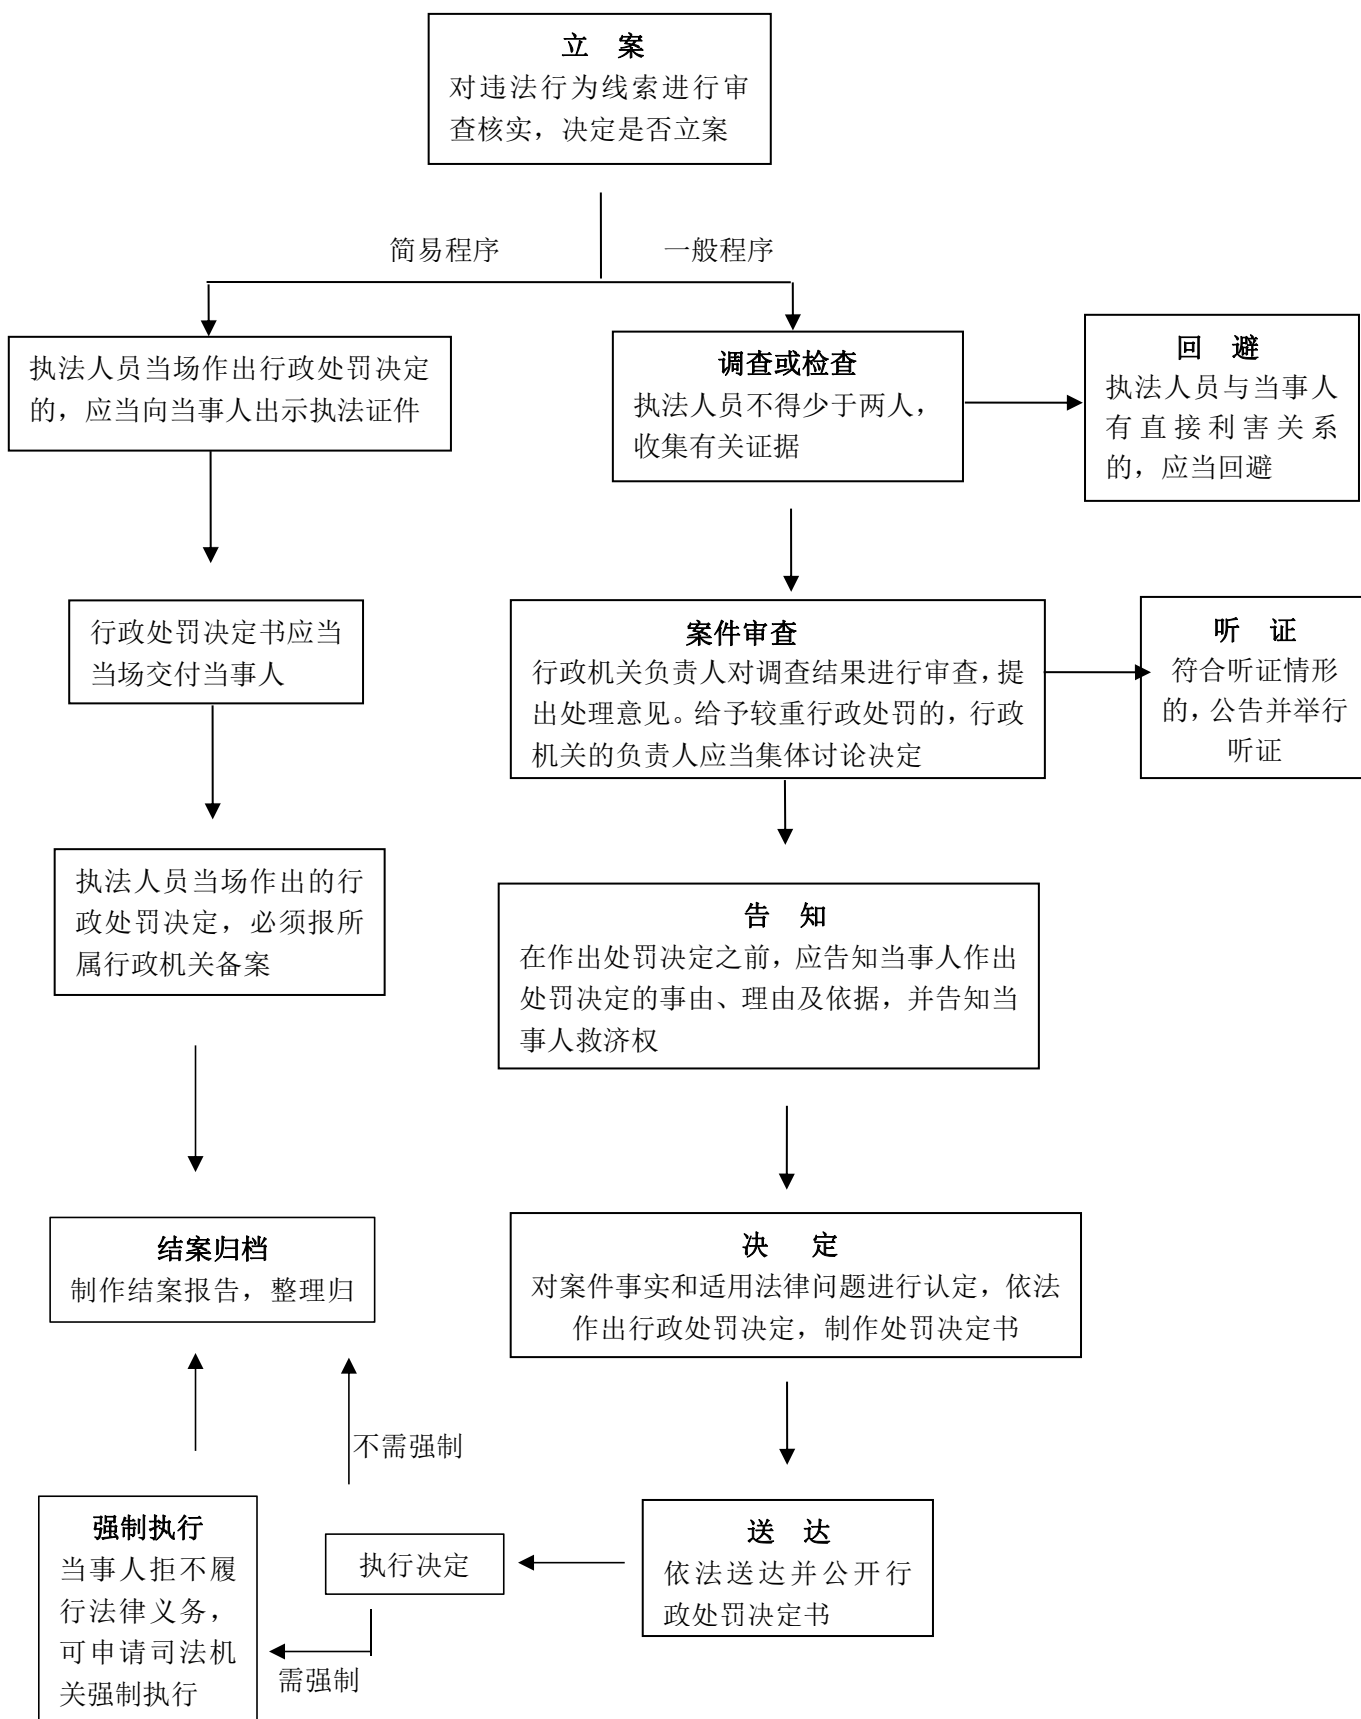 立 案
对违法行为线索进行审
查核实，决定是否立案
简易程序
一般程序
执法人员当场作出行政处罚决定
的，应当向当事人出示执法证件
调查或检查
执法人员不得少于两人，
收集有关证据
回 避
执法人员与当事人
有直接利害关系
的，应当回避
行政处罚决定书应当
当场交付当事人
案件审查
行政机关负责人对调查结果进行审查，提
出处理意见。给予较重行政处罚的，行政
机关的负责人应当集体讨论决定
听 证
符合听证情形
的，公告并举行
听证
执法人员当场作出的行
政处罚决定，必须报所
属行政机关备案
告 知
在作出处罚决定之前，应告知当事人作出
处罚决定的事由、理由及依据，并告知当
事人救济权
结案归档
制作结案报告，整理归
决 定
对案件事实和适用法律问题进行认定，依法
作出行政处罚决定，制作处罚决定书
不需强制
强制执行
当事人拒不履
行法律义务，
可申请司法机
关强制执行
执行决定
送 达
依法送达并公开行
政处罚决定书
需强制